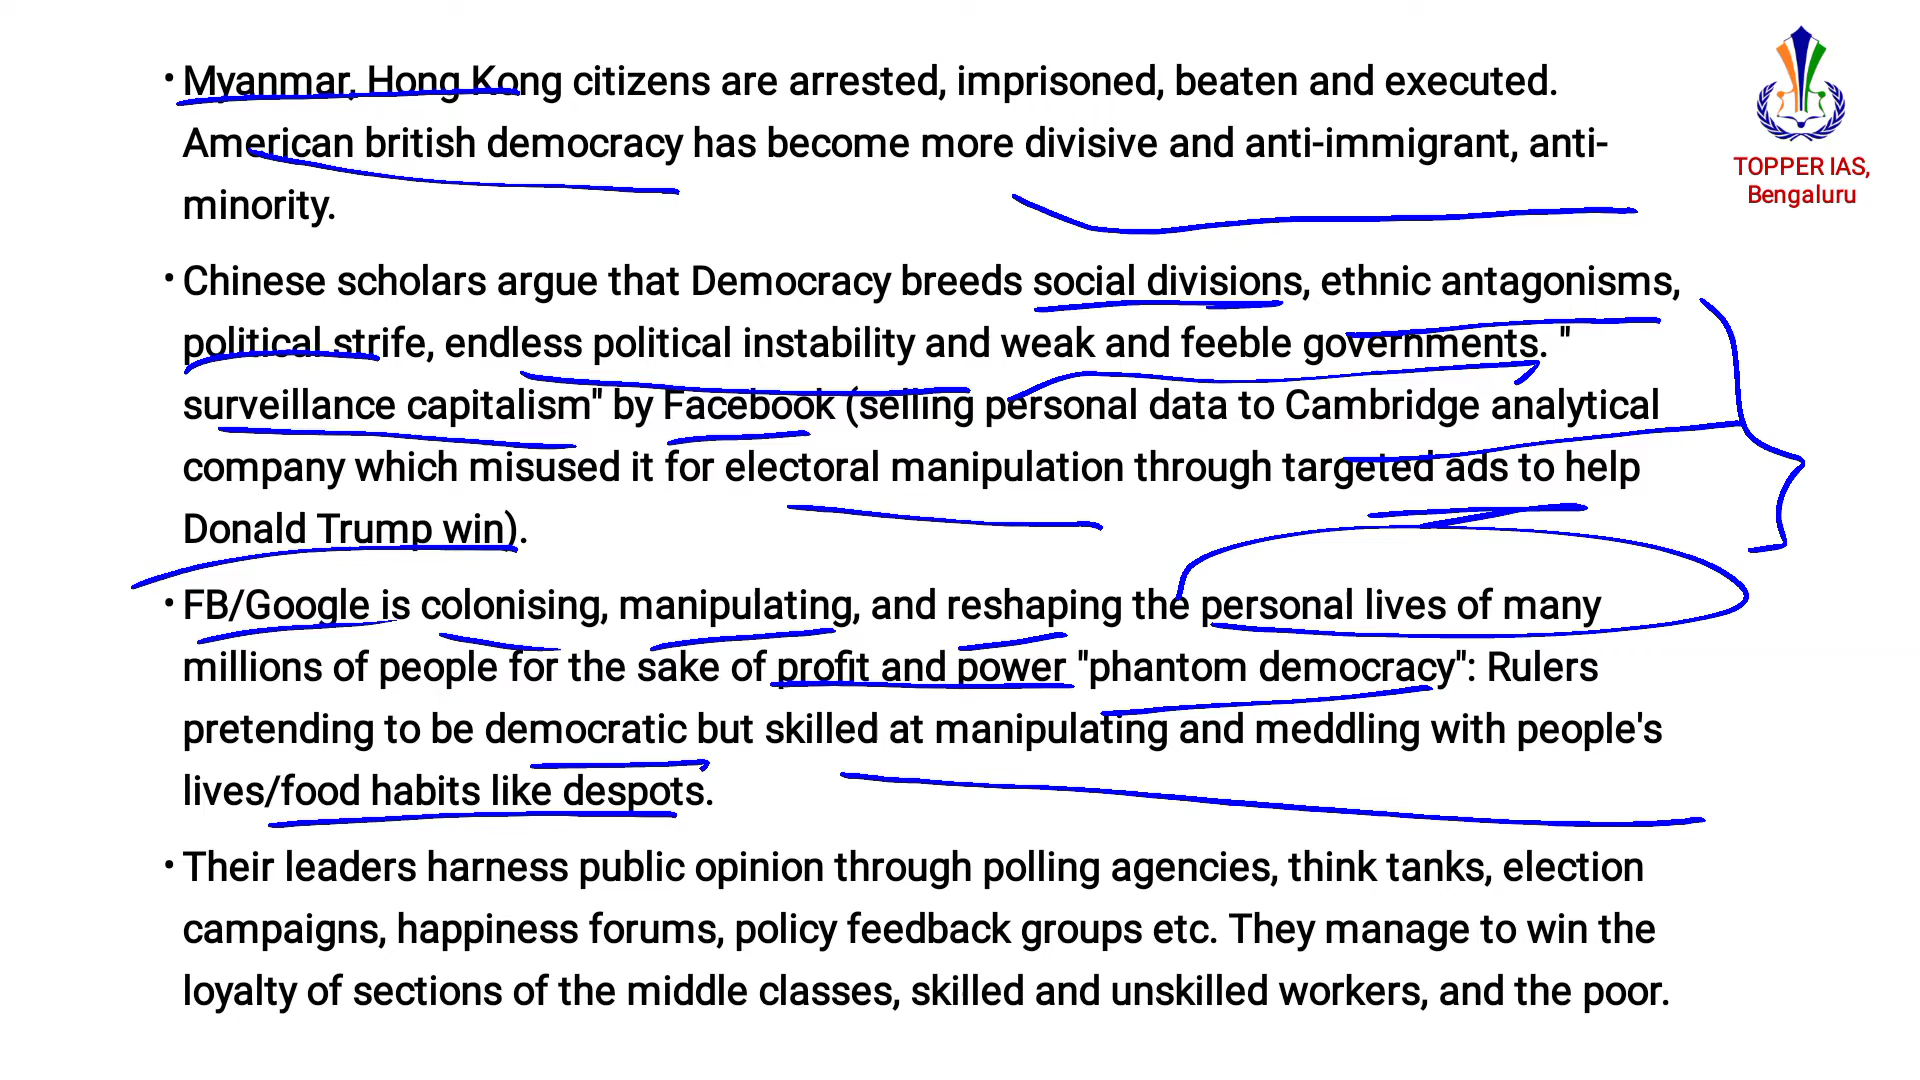 • Myanmar, Hong Kong citizens are arrested, imprisoned, beaten and executed.
American british democracy has become more divisive and anti-immigrant, anti-
minority.
• Chinese scholars argue that Democracy breeds social divisions, ethnic antagonisms,
political strife, endless political instability and weak and feeble governments. "
surveillance capitalism" by Facebook (selling personal data to Cambridge analytical
company which misused it for electoral manipulation through targeted ads to help
Donald Trump win).
• FB/Google is colonising, manipulating, and reshaping the personal lives of many
millions of people for the sake of profit and power "phantom democracy": Rulers
pretending to be democratic but skilled at manipulating and meddling with people's
lives/food habits like despots.
• Their leaders harness public opinion through polling agencies, think tanks, election
campaigns, happiness forums, policy feedback groups etc. They manage to win the
loyalty of sections of the middle classes, skilled and unskilled workers, and the poor.
TOPPER IAS,
Bengaluru